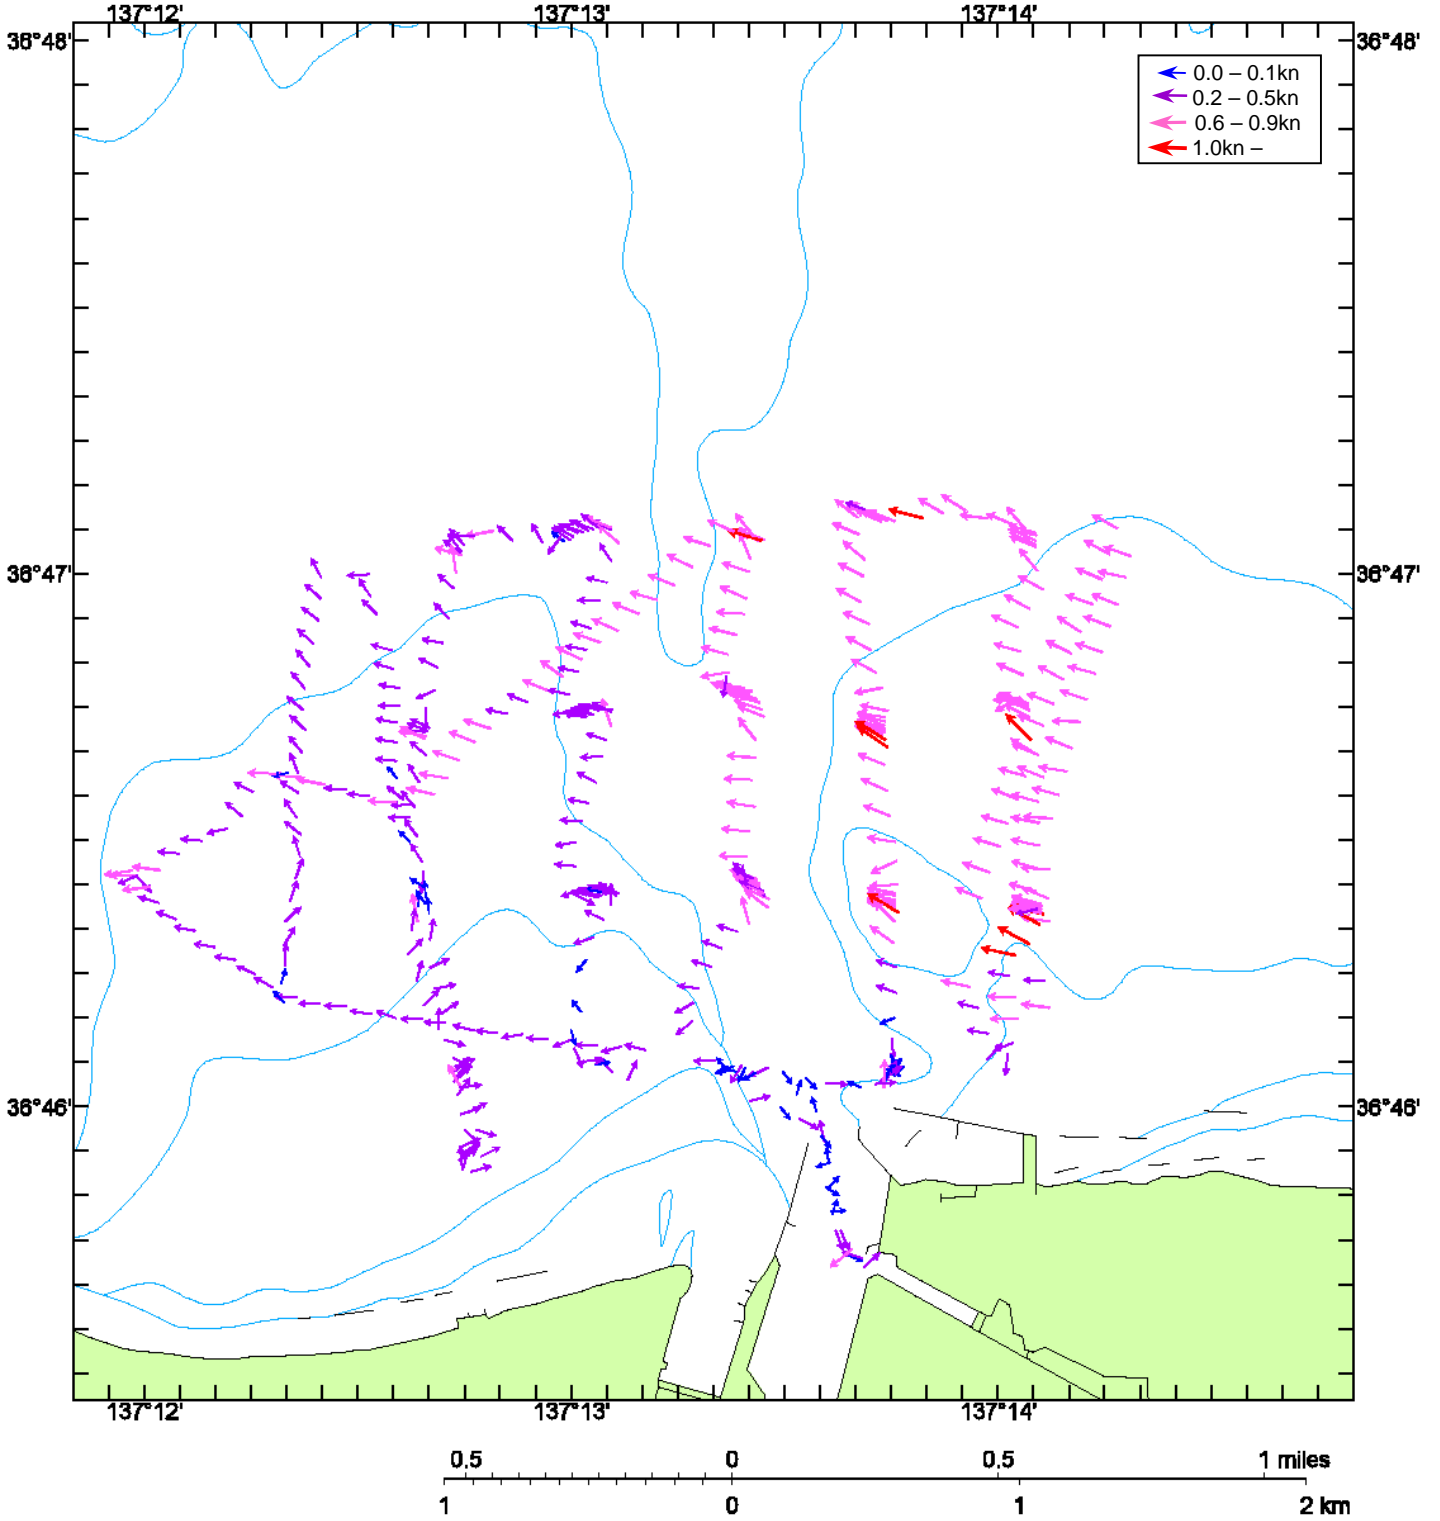 137°12' 137°13' 137°14'
36°48' 36°48'
0.0 – 0.1kn
0.2 – 0.5kn
0.6 – 0.9kn
1.0kn –
36°47' 36°47'
36°46' 36°46'
137°12' 137°13' 137°14'
0.5 0 0.5 1 miles
1 0 1 2 km